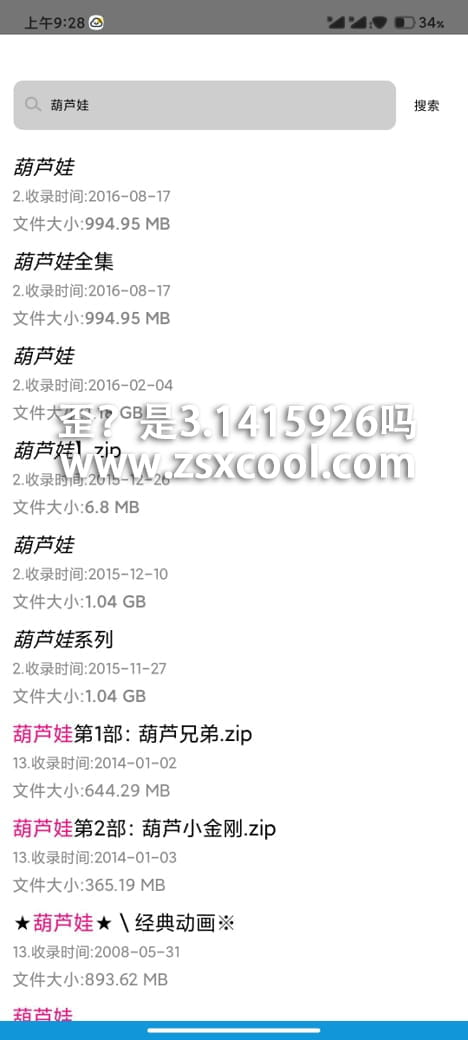 上午9:28
34%
葫芦娃
搜索
葫芦娃
2.收录时间:2016-08-17
文件大小:994.95 MB
葫芦娃全集
2.收录时间:2016-08-17
文件大小:994.95 MB
葫芦娃
2.收录时间:2016-02-04
文件大小:1.18 GB
歪？是3.1415926吗
葫芦娃1.zip
www.zsxcool.com
2.收录时间:2015-12-26
文件大小:6.8 MB
葫芦娃
2.收录时间:2015-12-10
文件大小:1.04 GB
葫芦娃系列
2.收录时间:2015-11-27
文件大小:1.04 GB
葫芦娃第1部：葫芦兄弟.zip
13.收录时间:2014-01-02
文件大小:644.29 MB
葫芦娃第2部：葫芦小金刚.zip
13.收录时间:2014-01-03
文件大小:365.19 MB
★葫芦娃★ \ 经典动画※
13.收录时间:2008-05-31
文件大小:893.62 MB
葫芦娃